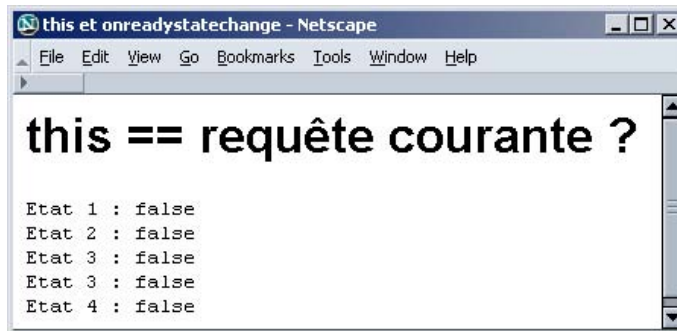 this et onreadystatechange - Netscape
File Edit View Go Bookmarks Tools Window Help
this == requête courante ?
Etat 1 : false
Etat 2 : false
Etat 3 : false
Etat 3 : false
Etat 4 : false